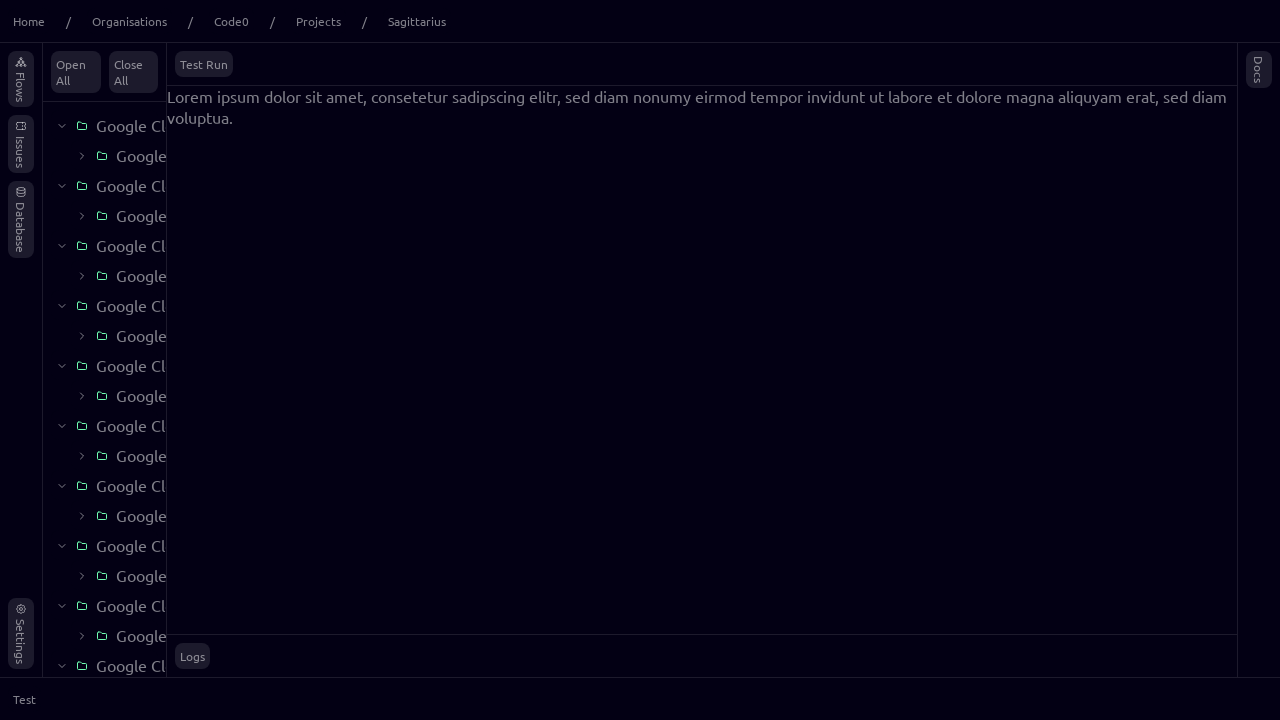 Home / Organisations / Code0 / Projects / Sagittarius
Flows
Issues
Database
Settings
Open
All
Close
All
Google Cl
Google
Google Cl
Google
Google Cl
Google
Google Cl
Google
Google Cl
Google
Google Cl
Google
Google Cl
Google
Google Cl
Google
Google Cl
Google
Google Cl
Test Run
Lorem ipsum dolor sit amet, consetetur sadipscing elitr, sed diam nonumy eirmod tempor invidunt ut labore et dolore magna aliquyam erat, sed diam
voluptua.
Logs
Docs
Test